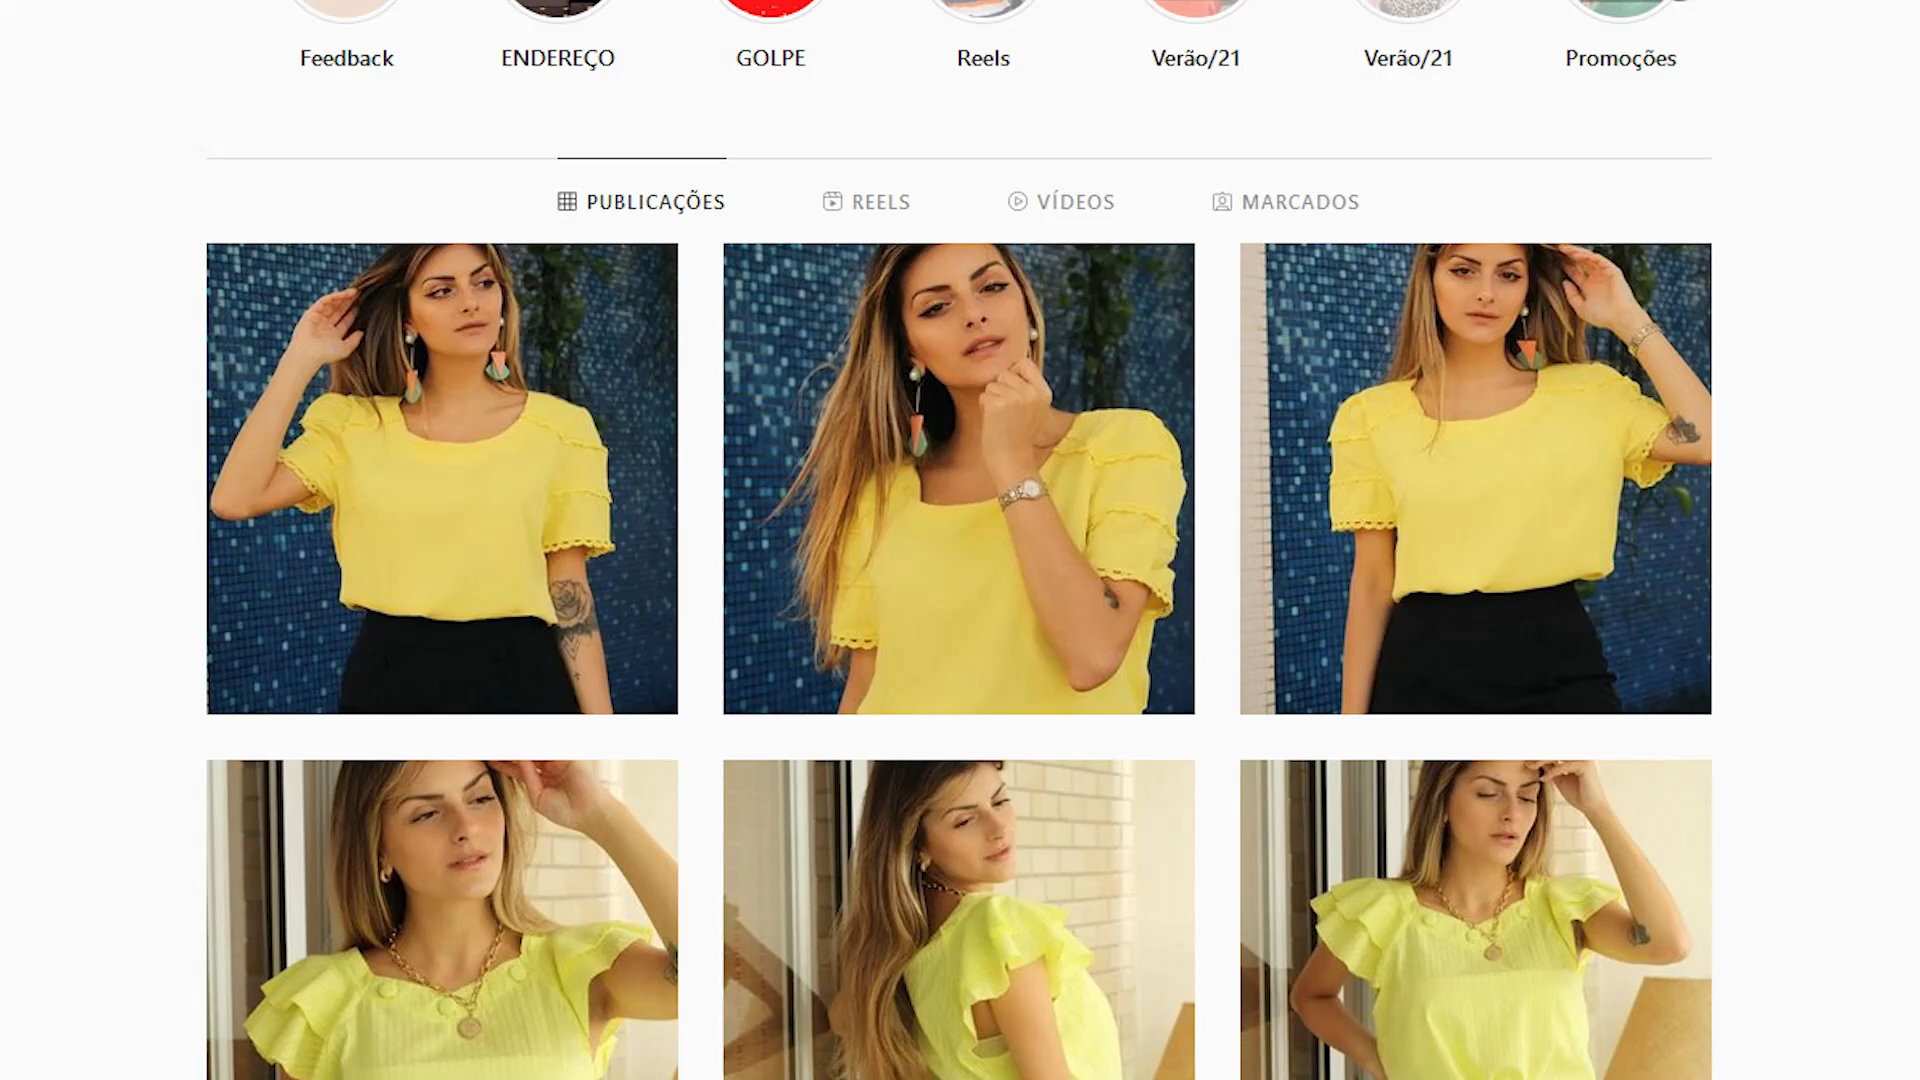 Feedback
ENDEREÇO
GOLPE
Reels
Verão/21
Verão/21
Promoções
PUBLICAÇÕES
REELS
VÍDEOS
MARCADOS